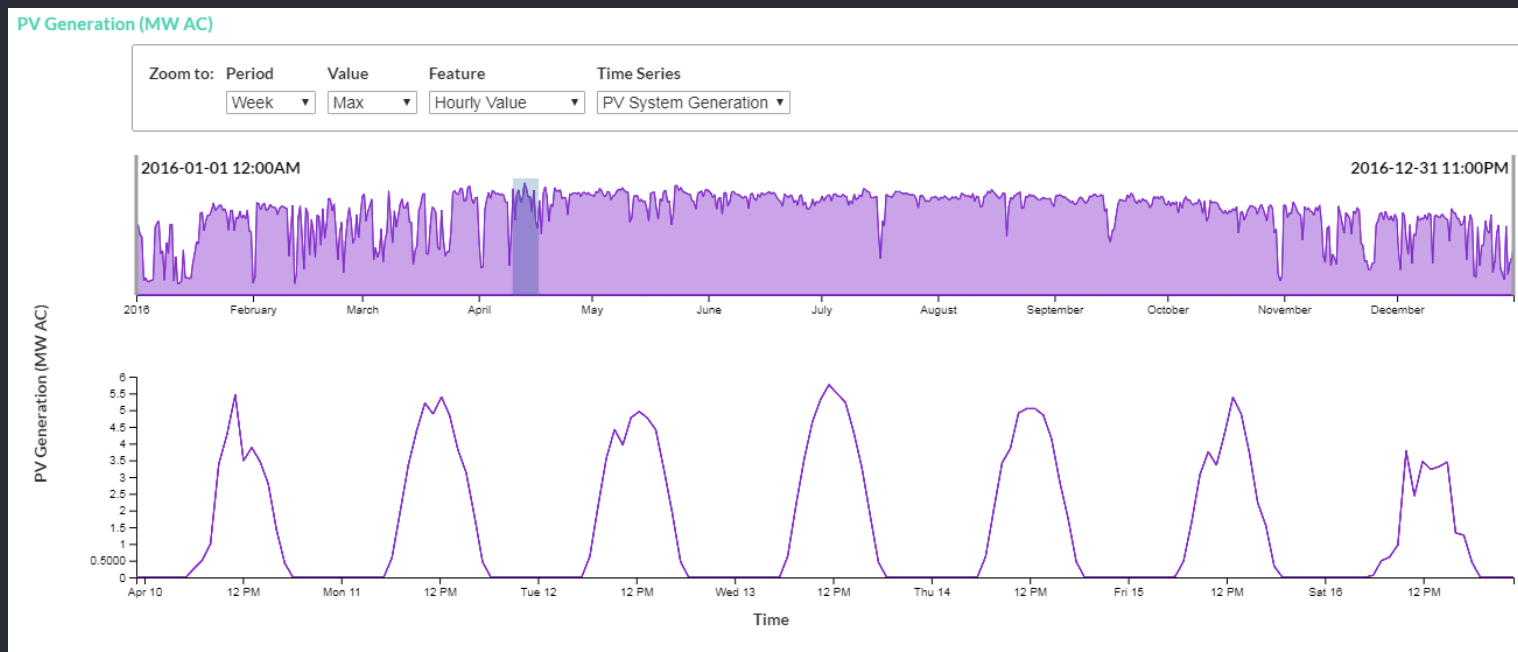 PV Generation (MW AC)
Zoom to: Period Value Feature Time Series
Week Max Hourly Value PV System Generation
2016-01-01 12:00AM 2016-12-31 11:00PM
2016 February March April May June July August September October November December
PV Generation (MW AC)
6
5.5
5
4.5
4
3.5
3
2.5
2
1.5
1
0.5000
0
Apr 10 12 PM Mon 11 12 PM Tue 12 12 PM Wed 13 12 PM Thu 14 12 PM Fri 15 12 PM Sat 16 12 PM
Time